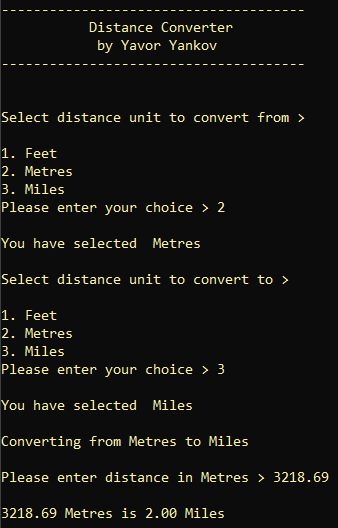 --------------------------------------
Distance Converter
by Yavor Yankov
--------------------------------------
Select distance unit to convert from >
1. Feet
2. Metres
3. Miles
Please enter your choice > 2
You have selected  Metres
Select distance unit to convert to >
1. Feet
2. Metres
3. Miles
Please enter your choice > 3
You have selected  Miles
Converting from Metres to Miles
Please enter distance in Metres > 3218.69
3218.69 Metres is 2.00 Miles